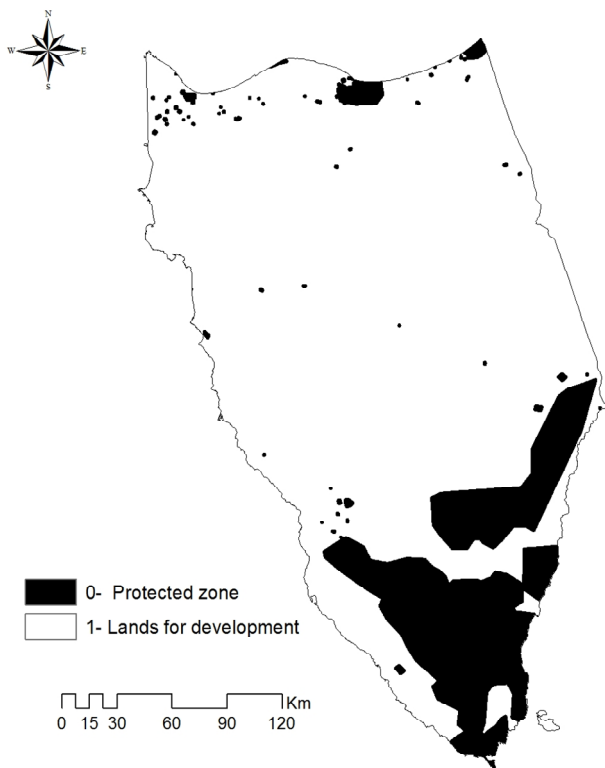 N
W E
S
0- Protected zone
1- Lands for development
Km
0 15 30 60 90 120